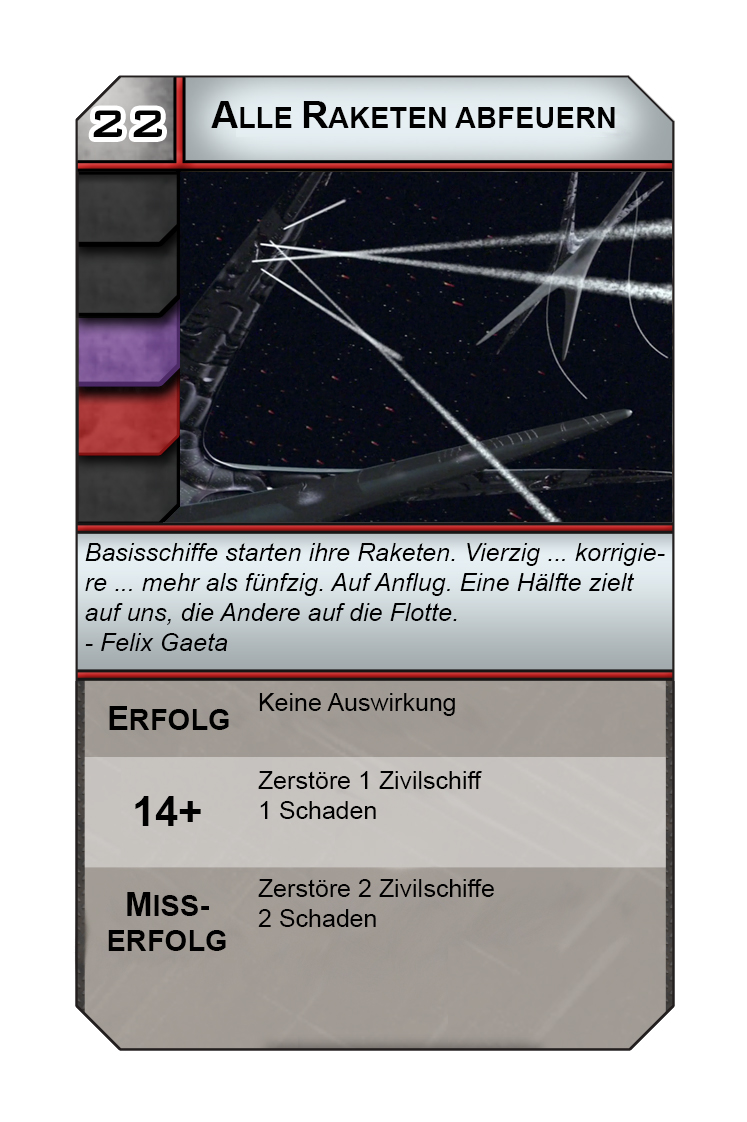 22
ALLE RAKETEN ABFEUERN
Basisschiffe starten ihre Raketen. Vierzig ... korrigie-
re ... mehr als fünfzig. Auf Anflug. Eine Hälfte zielt
auf uns, die Andere auf die Flotte.
- Felix Gaeta
ERFOLG
Keine Auswirkung
14+
Zerstöre 1 Zivilschiff
1 Schaden
MISS-
ERFOLG
Zerstöre 2 Zivilschiffe
2 Schaden